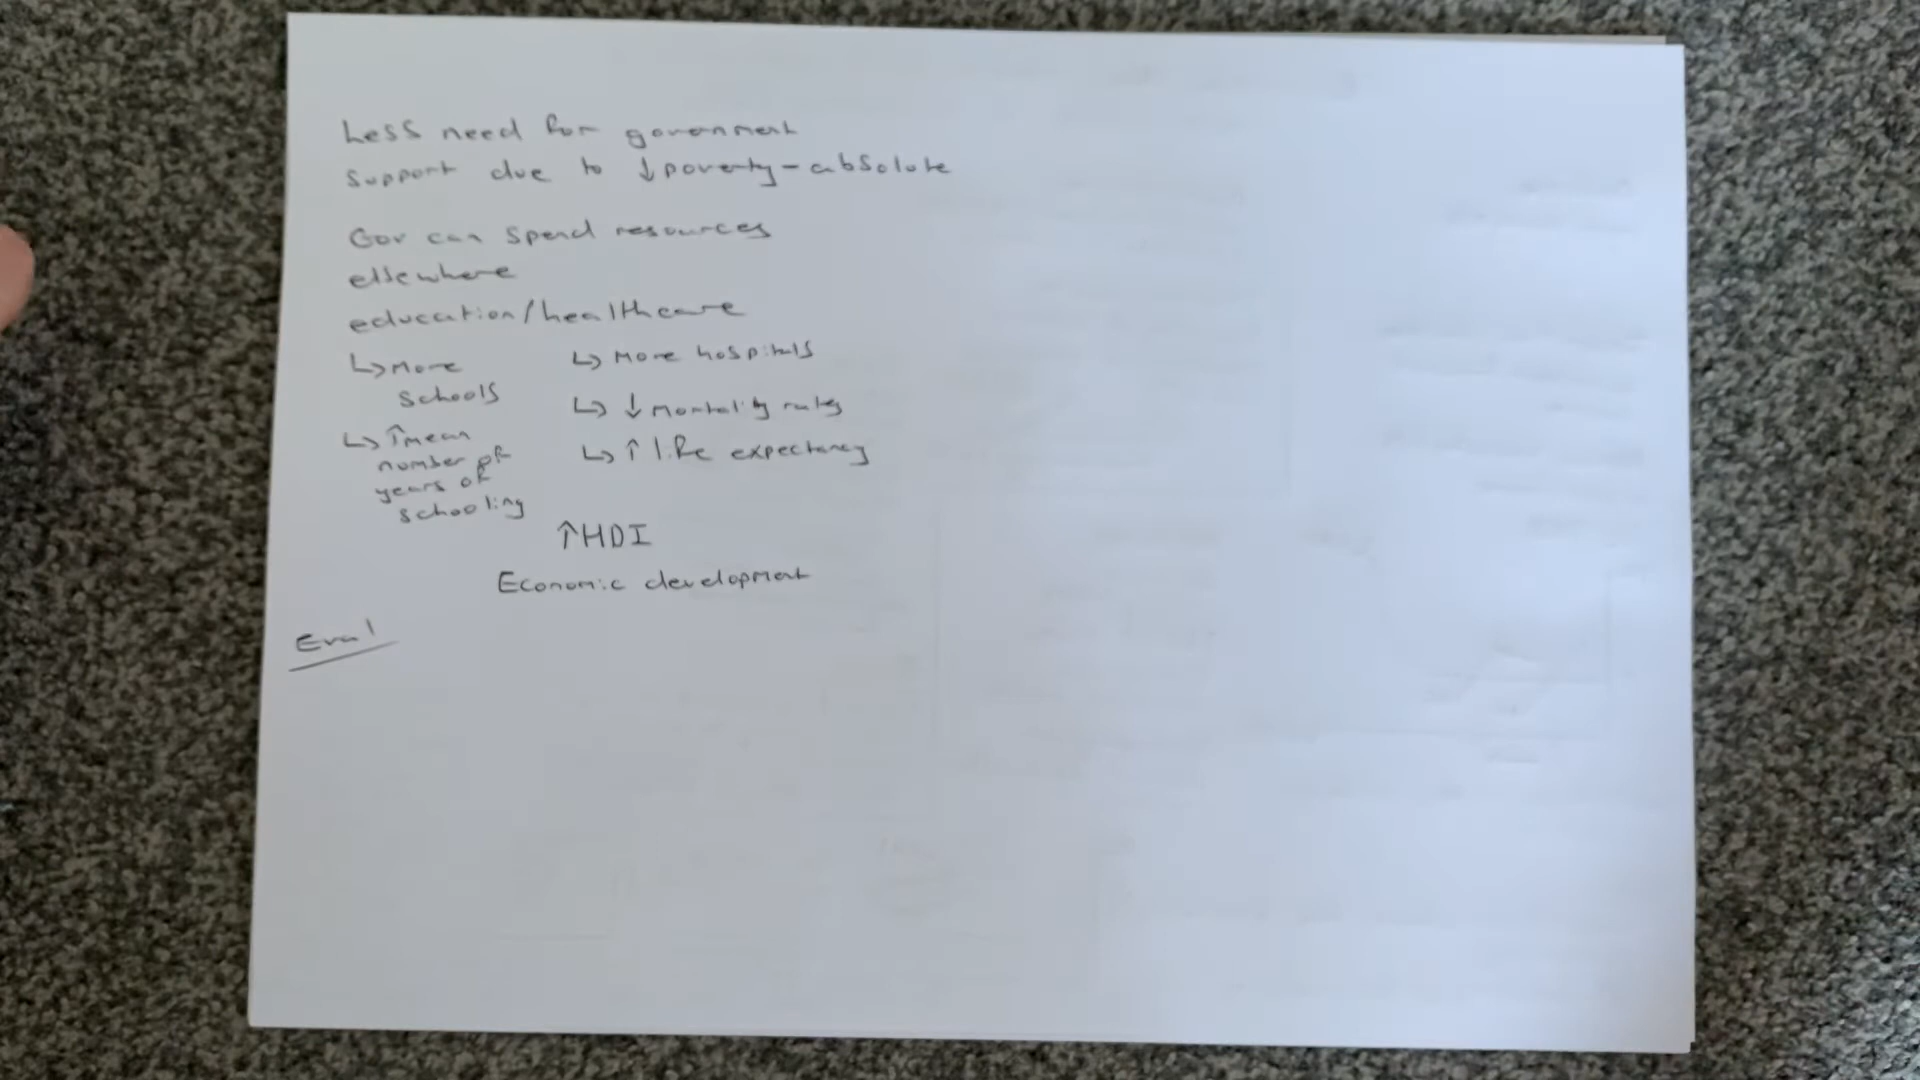 Less need for government
support due to ↓poverty-absolute
Gov can spend resources
elsewhere
education/healthcare
↳More
schools
↳↑mean
number of
years of
schooling
↳ More hospitals
↳ ↓mortality rates
↳ ↑ life expectancy
↑HDI
Economic development
Eval